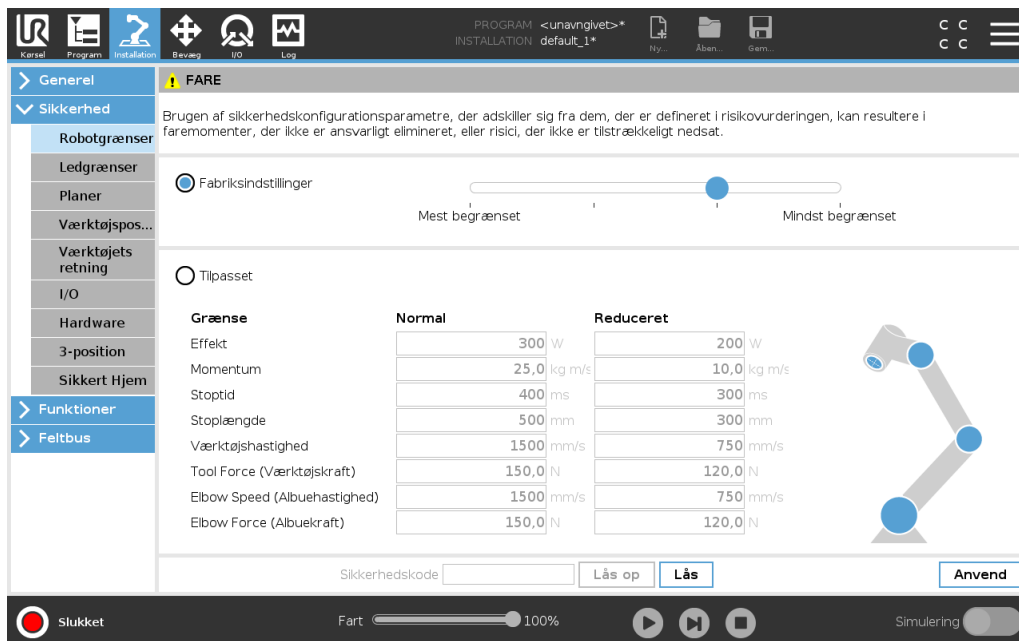 PROGRAM <unavngivet>*
INSTALLATION default_1*
Ny... Åben... Gem...
C C
C C
Kørsel Program Installation Bevæg I/O Log
Generel
Sikkerhed
Robotgrænser
Ledgrænser
Planer
Værktøjspos...
Værktøjets
retning
I/O
Hardware
3-position
Sikkert Hjem
Funktioner
Feltbus
FARE
Brugen af sikkerhedskonfigurationsparametre, der adskiller sig fra dem, der er defineret i risikovurderingen, kan resultere i
faremomenter, der ikke er ansvarligt elimineret, eller risici, der ikke er tilstrækkeligt nedsat.
Fabriksindstillinger
Mest begrænset Mindst begrænset
Tilpasset
Grænse Normal Reduceret
Effekt 300 W 200 W
Momentum 25,0 kg m/s 10,0 kg m/s
Stoptid 400 ms 300 ms
Stoplængde 500 mm 300 mm
Værktøjshastighed 1500 mm/s 750 mm/s
Tool Force (Værktøjskraft) 150,0 N 120,0 N
Elbow Speed (Albuehastighed) 1500 mm/s 750 mm/s
Elbow Force (Albuekraft) 150,0 N 120,0 N
Sikkerhedskode Lås op Lås Anvend
Slukket Fart 100% Simulering